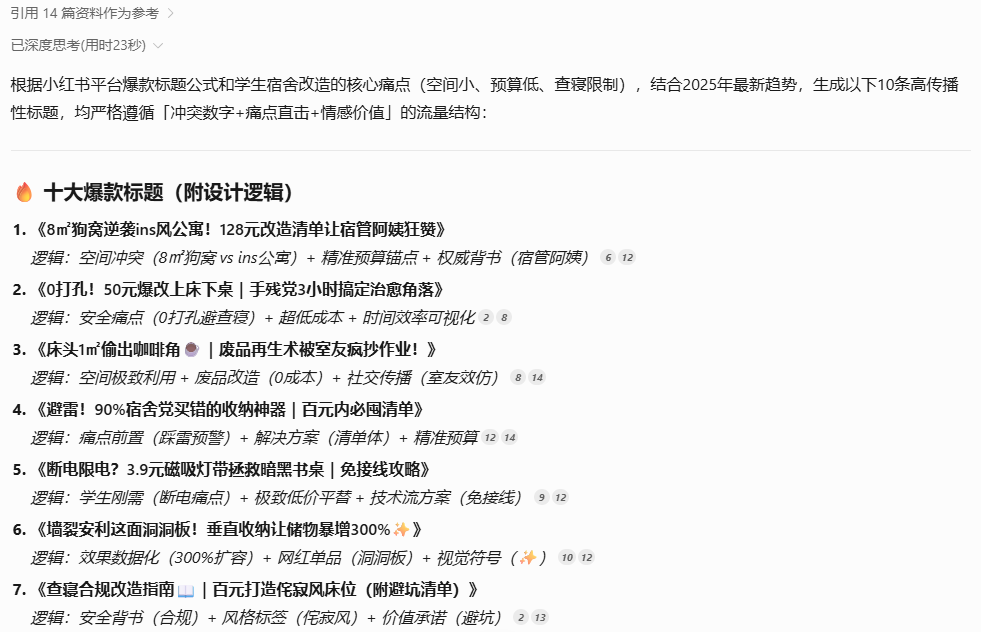 引用 14 篇资料作为参考
已深度思考(用时23秒)
根据小红书平台爆款标题公式和学生宿舍改造的核心痛点（空间小、预算低、查寝限制），结合2025年最新趋势，生成以下10条高传播
性标题，均严格遵循「冲突数字+痛点直击+情感价值」的流量结构：
🔥 十大爆款标题（附设计逻辑）
1. 《8㎡狗窝逆袭ins风公寓！128元改造清单让宿管阿姨狂赞》
逻辑：空间冲突（8㎡狗窝 vs ins公寓）+ 精准预算锚点 + 权威背书（宿管阿姨） 6 12
2. 《0打孔！50元爆改上床下桌｜手残党3小时搞定治愈角落》
逻辑：安全痛点（0打孔避查寝）+ 超低成本 + 时间效率可视化 2 8
3. 《床头1㎡偷出咖啡角☕｜废品再生术被室友疯抄作业！》
逻辑：空间极致利用 + 废品改造（0成本）+ 社交传播（室友效仿） 8 14
4. 《避雷！90%宿舍党买错的收纳神器｜百元内必囤清单》
逻辑：痛点前置（踩雷预警）+ 解决方案（清单体）+ 精准预算 12 14
5. 《断电限电？3.9元磁吸灯带拯救暗黑书桌｜免接线攻略》
逻辑：学生刚需（断电痛点）+ 极致低价平替 + 技术流方案（免接线） 9 12
6. 《墙裂安利这面洞洞板！垂直收纳让储物暴增300%✨》
逻辑：效果数据化（300%扩容）+ 网红单品（洞洞板）+ 视觉符号（✨） 10 12
7. 《查寝合规改造指南📖｜百元打造侘寂风床位（附避坑清单）》
逻辑：安全背书（合规）+ 风格标签（侘寂风）+ 价值承诺（避坑） 2 13